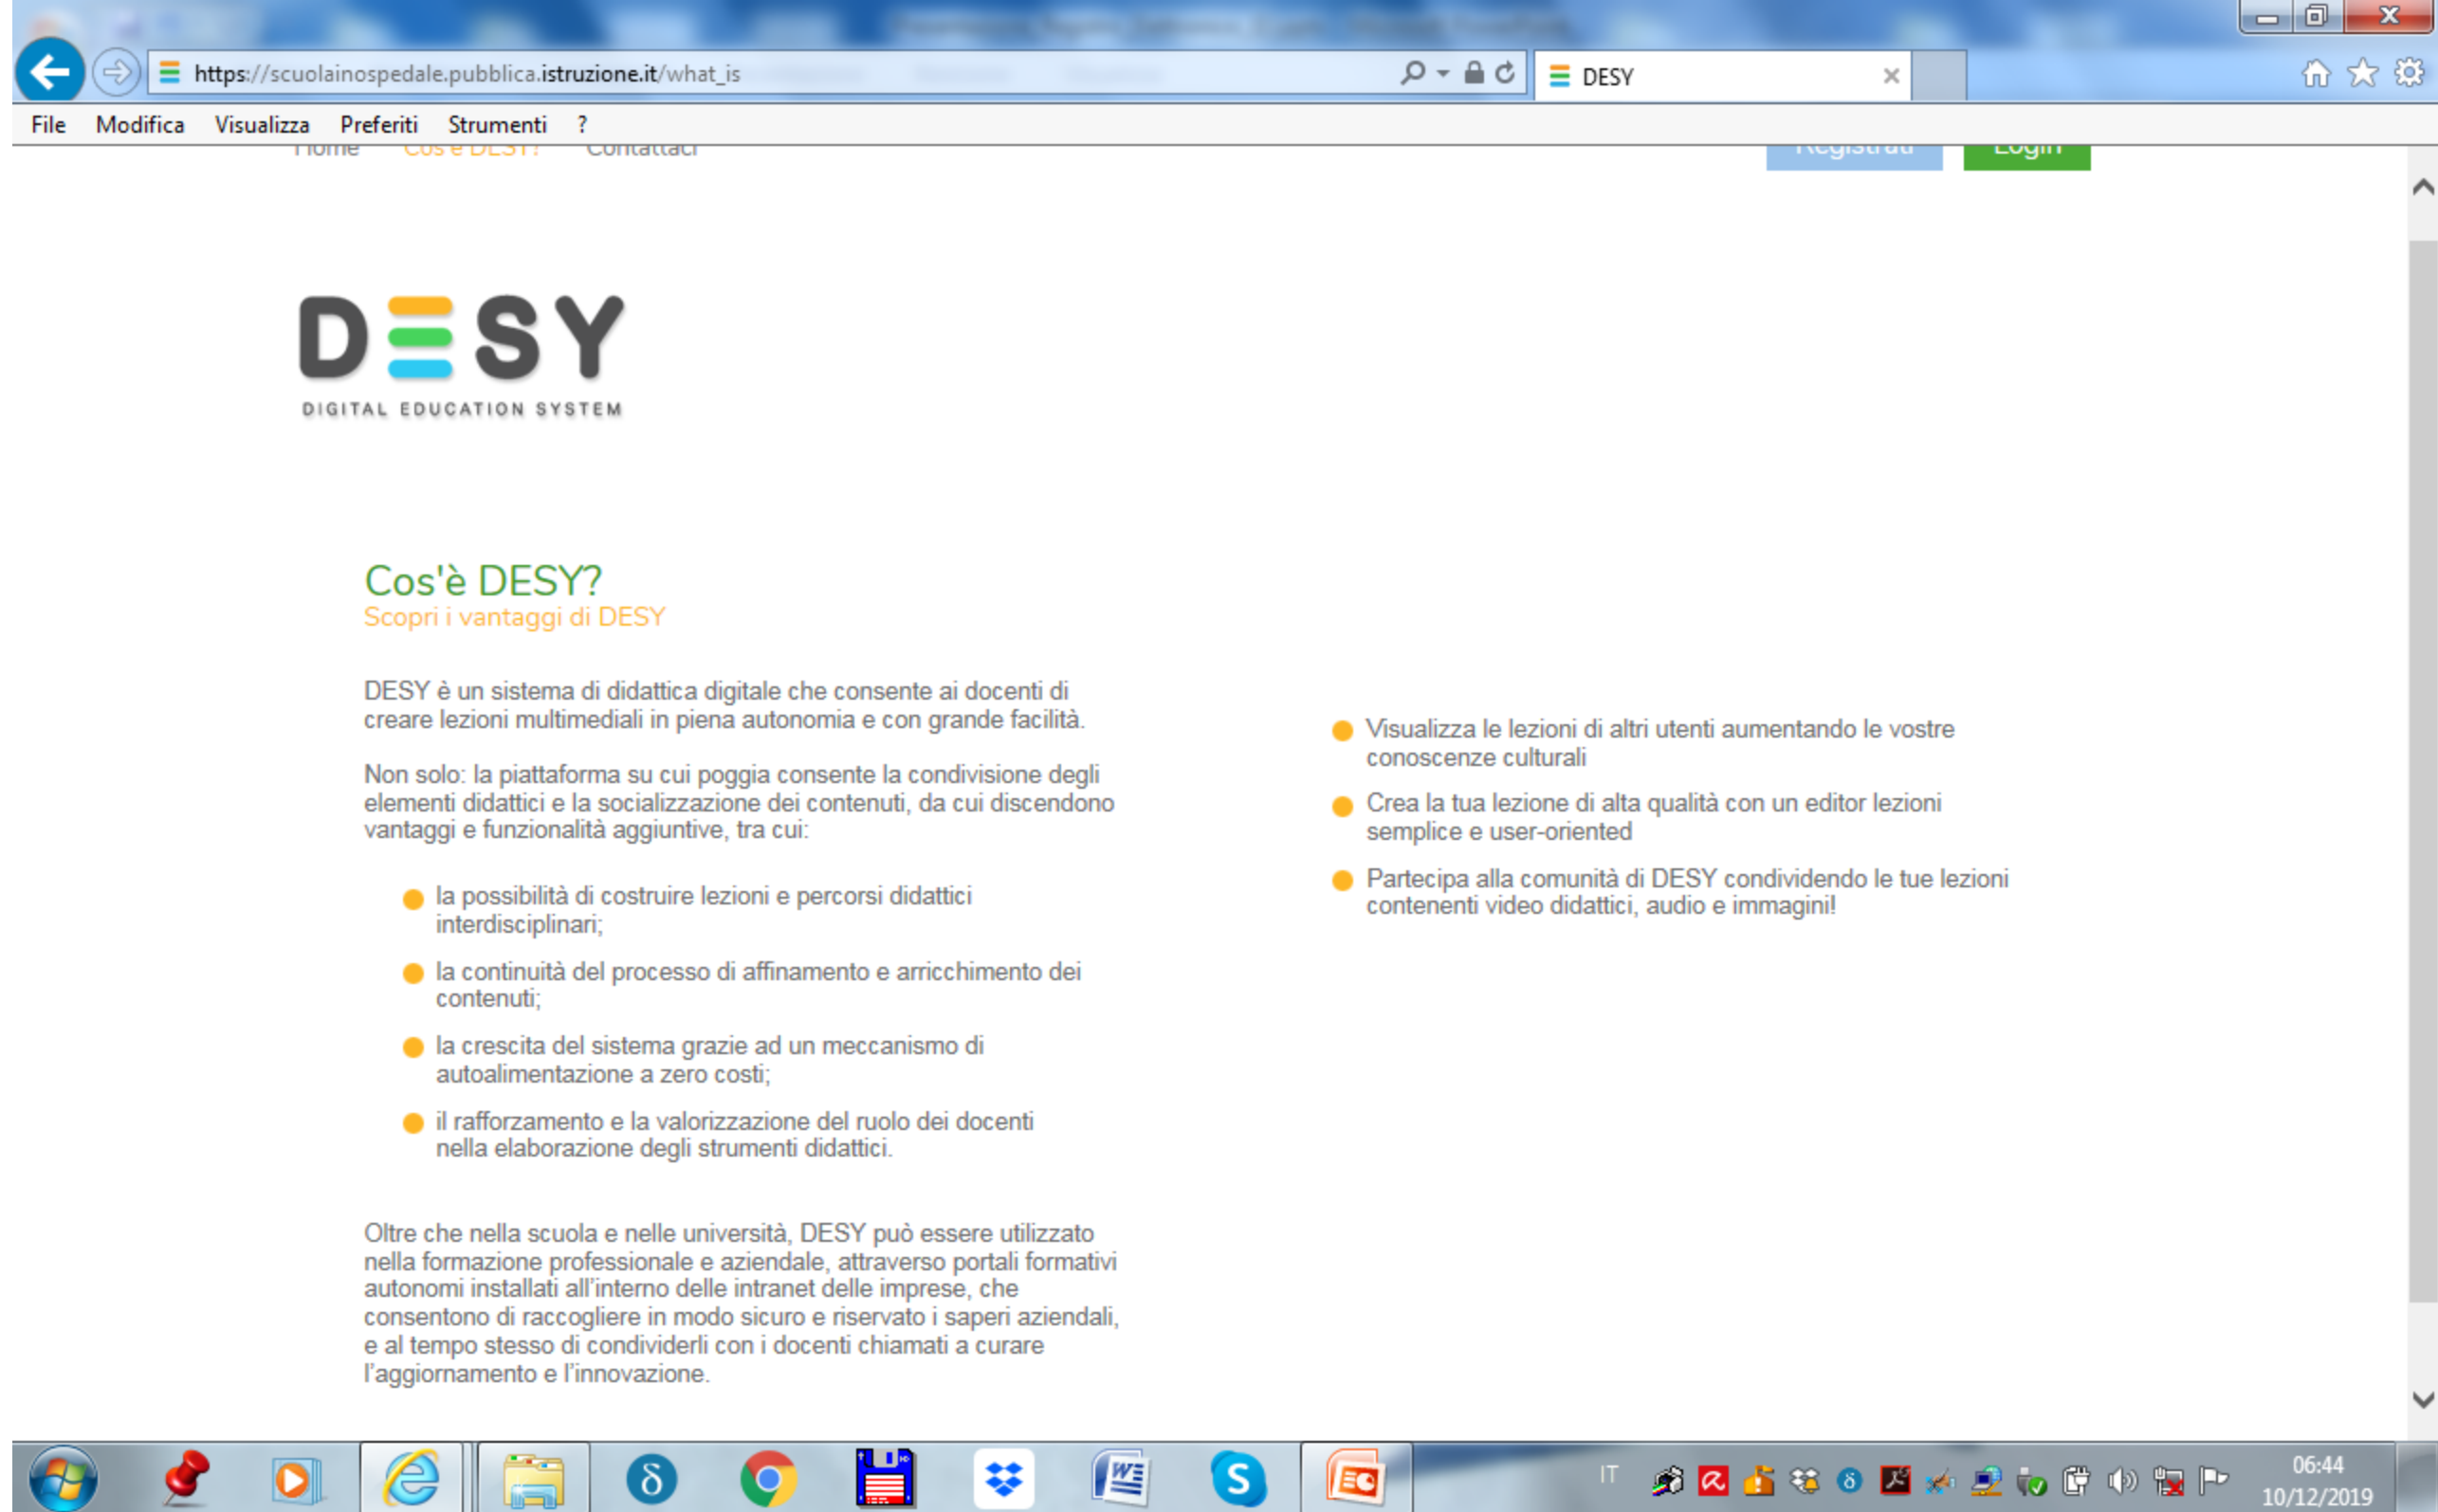 https://scuolainospedale.pubblica.istruzione.it/what_is
DESY
File Modifica Visualizza Preferiti Strumenti ?
Home Cos'è DESY? Contattaci
Registrati Login
DESY
DIGITAL EDUCATION SYSTEM
Cos'è DESY?
Scopri i vantaggi di DESY
DESY è un sistema di didattica digitale che consente ai docenti di
creare lezioni multimediali in piena autonomia e con grande facilità.
Non solo: la piattaforma su cui poggia consente la condivisione degli
elementi didattici e la socializzazione dei contenuti, da cui discendono
vantaggi e funzionalità aggiuntive, tra cui:
la possibilità di costruire lezioni e percorsi didattici
interdisciplinari;
la continuità del processo di affinamento e arricchimento dei
contenuti;
la crescita del sistema grazie ad un meccanismo di
autoalimentazione a zero costi;
il rafforzamento e la valorizzazione del ruolo dei docenti
nella elaborazione degli strumenti didattici.
Oltre che nella scuola e nelle università, DESY può essere utilizzato
nella formazione professionale e aziendale, attraverso portali formativi
autonomi installati all'interno delle intranet delle imprese, che
consentono di raccogliere in modo sicuro e riservato i saperi aziendali,
e al tempo stesso di condividerli con i docenti chiamati a curare
l'aggiornamento e l'innovazione.
Visualizza le lezioni di altri utenti aumentando le vostre
conoscenze culturali
Crea la tua lezione di alta qualità con un editor lezioni
semplice e user-oriented
Partecipa alla comunità di DESY condividendo le tue lezioni
contenenti video didattici, audio e immagini!
IT
06:44
10/12/2019